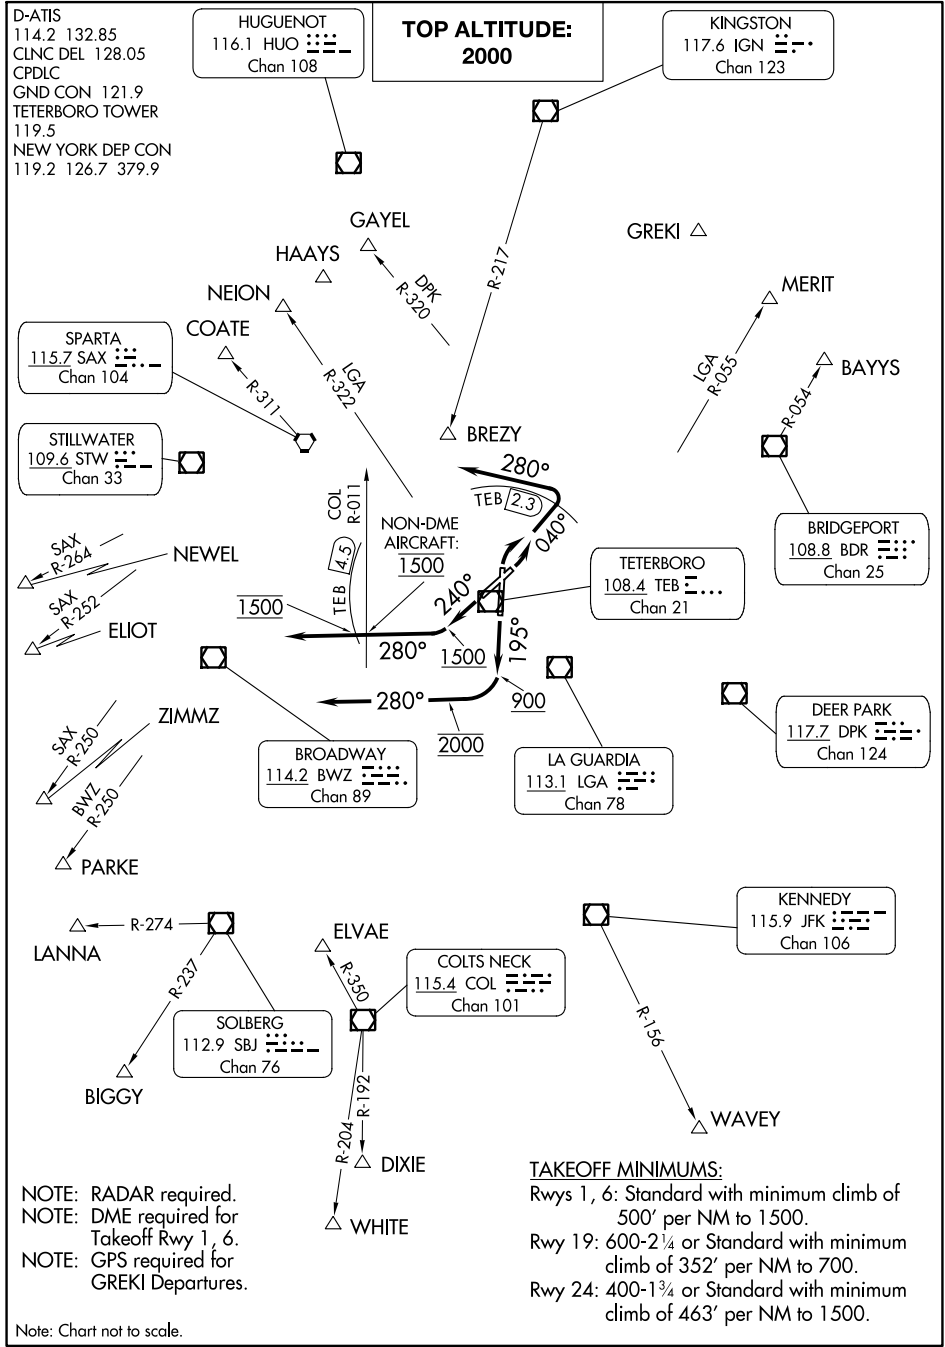 D-ATIS
114.2 132.85
CLNC DEL 128.05
CPDLC
GND CON 121.9
TETERBORO TOWER
119.5
NEW YORK DEP CON
119.2 126.7 379.9
HUGUENOT
116.1 HUO
Chan 108
TOP ALTITUDE:
2000
KINGSTON
117.6 IGN
Chan 123
GAYEL
HAAYS
NEION
COATE
GREKI
MERIT
BAYYS
DPK
R-320
R-217
LGA
R-322
R-311
LGA
R-055
R-054
SPARTA
115.7 SAX
Chan 104
STILLWATER
109.6 STW
Chan 33
BREZY
280°
TEB 2.3
040°
COL
R-011
TEB 4.5
NON-DME
AIRCRAFT:
1500
BRIDGEPORT
108.8 BDR
Chan 25
TETERBORO
108.4 TEB
Chan 21
SAX
R-264
NEWEL
SAX
R-252
ELIOT
1500
240°
280°
1500
195°
900
280°
2000
SAX
R-250
ZIMMZ
BWZ
R-250
PARKE
BROADWAY
114.2 BWZ
Chan 89
LA GUARDIA
113.1 LGA
Chan 78
DEER PARK
117.7 DPK
Chan 124
KENNEDY
115.9 JFK
Chan 106
LANNA
R-274
R-237
BIGGY
SOLBERG
112.9 SBJ
Chan 76
ELVAE
R-350
COLTS NECK
115.4 COL
Chan 101
R-192
R-204
DIXIE
WHITE
R-156
WAVEY
NOTE: RADAR required.
NOTE: DME required for
Takeoff Rwy 1, 6.
NOTE: GPS required for
GREKI Departures.
Note: Chart not to scale.
TAKEOFF MINIMUMS:
Rwys 1, 6: Standard with minimum climb of
500' per NM to 1500.
Rwy 19: 600-2¼ or Standard with minimum
climb of 352' per NM to 700.
Rwy 24: 400-1¾ or Standard with minimum
climb of 463' per NM to 1500.